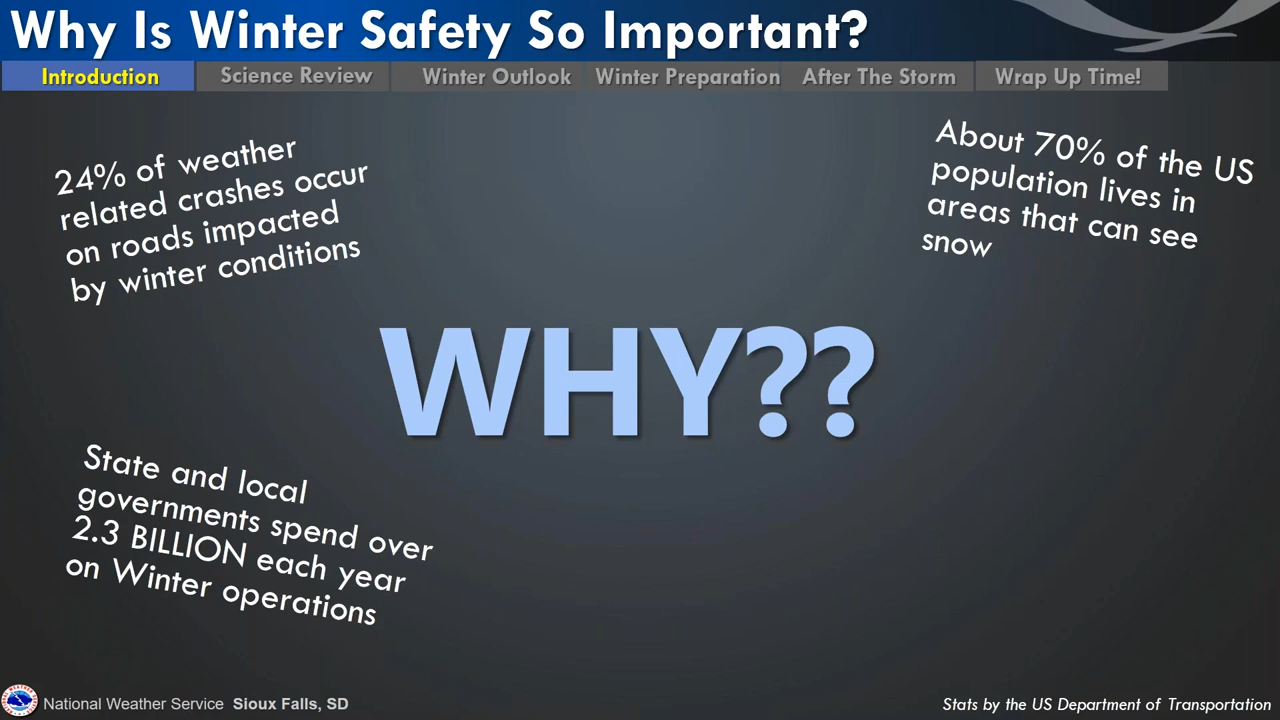 Why Is Winter Safety So Important?
Introduction Science Review Winter Outlook Winter Preparation After The Storm Wrap Up Time!
24% of weather
related crashes occur
on roads impacted
by winter conditions
About 70% of the US
population lives in
areas that can see
snow
WHY??
State and local
governments spend over
2.3 BILLION each year
on Winter operations
National Weather Service Sioux Falls, SD
Stats by the US Department of Transportation